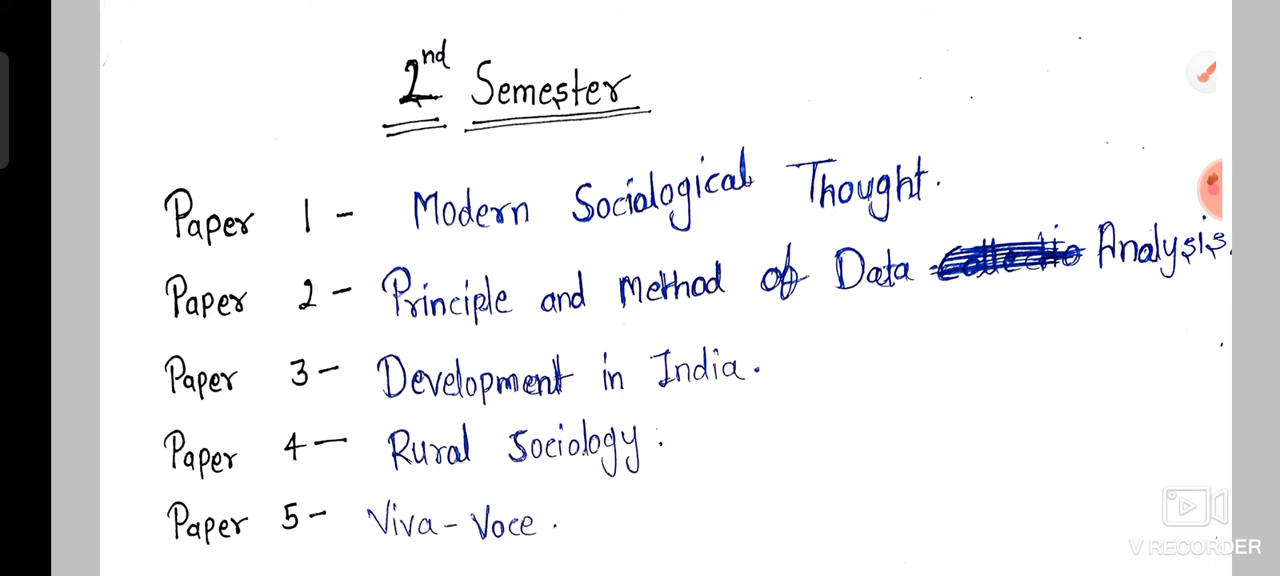 2nd Semester
Paper 1 - Modern Sociological Thought.
Paper 2 - Principle and Method of Data Analysis.
Paper 3 - Development in India.
Paper 4 - Rural Sociology.
Paper 5 - Viva - Voce.
V RECORDER